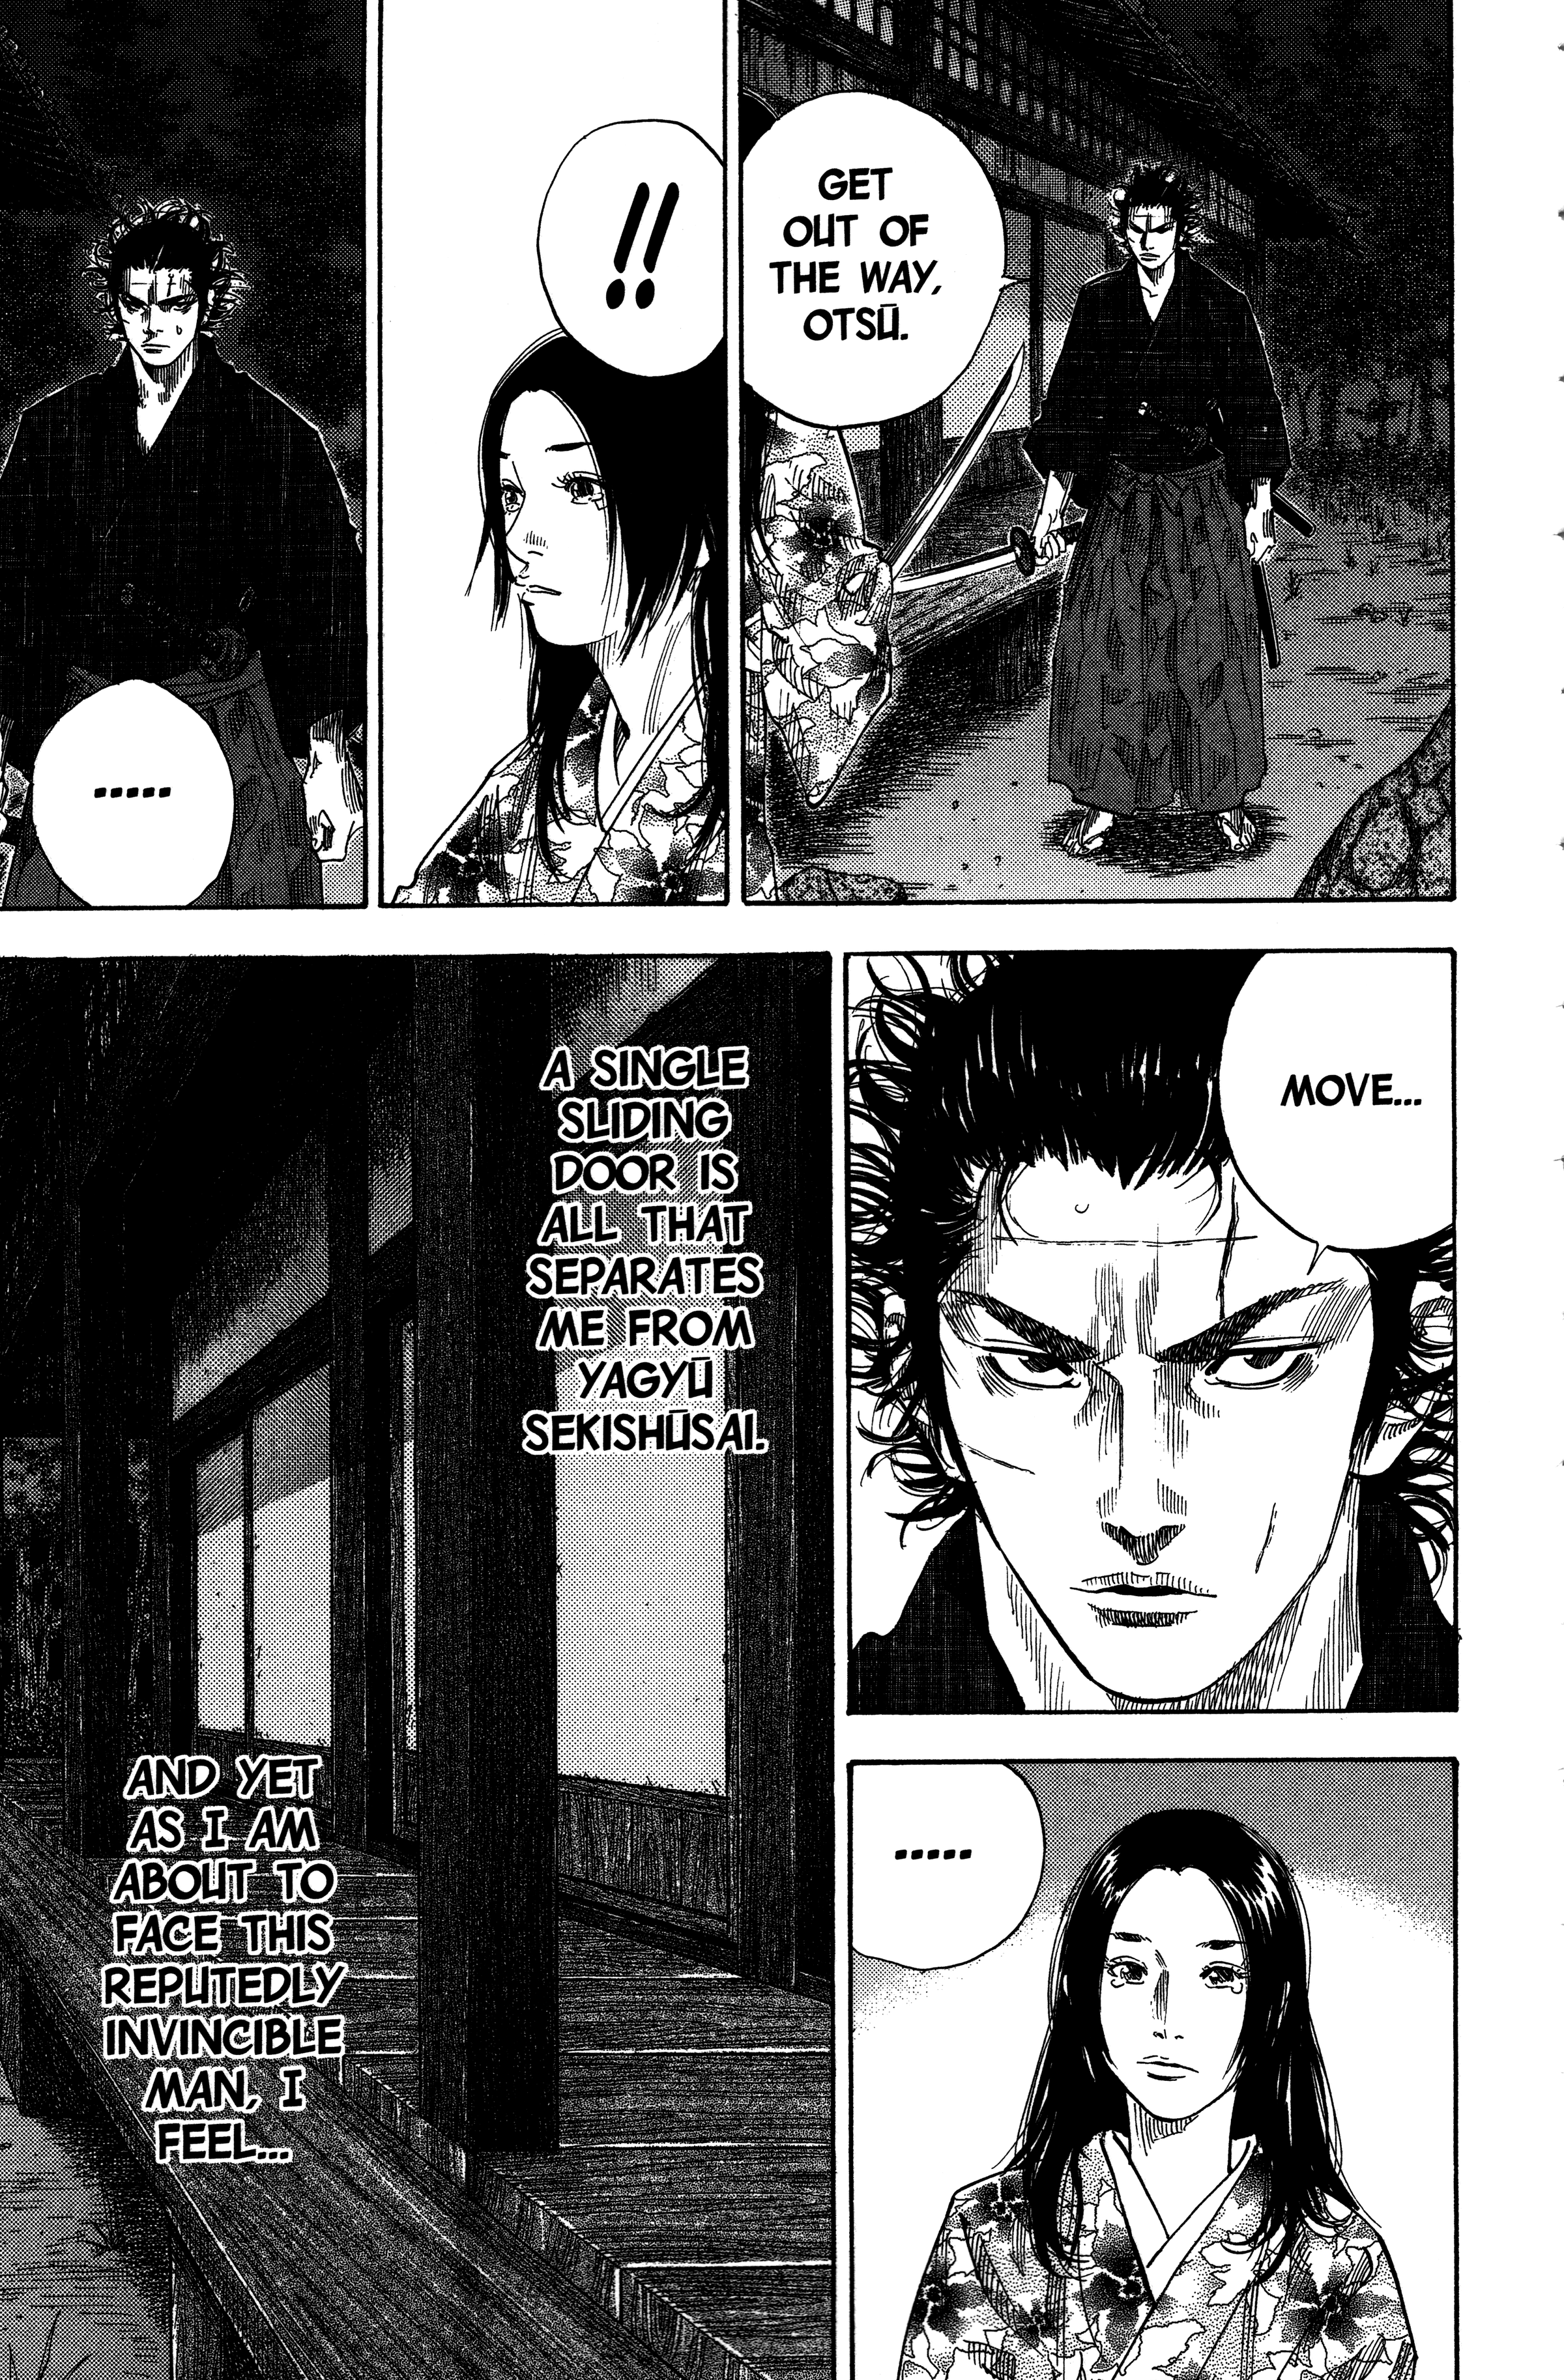 GET
OUT OF
THE WAY,
OTSŪ.
!!
.....
MOVE...
.....
A SINGLE
SLIDING
DOOR IS
ALL THAT
SEPARATES
ME FROM
YAGYŪ
SEKISHŪSAI.
AND YET
AS I AM
ABOUT TO
FACE THIS
REPUTEDLY
INVINCIBLE
MAN, I
FEEL...